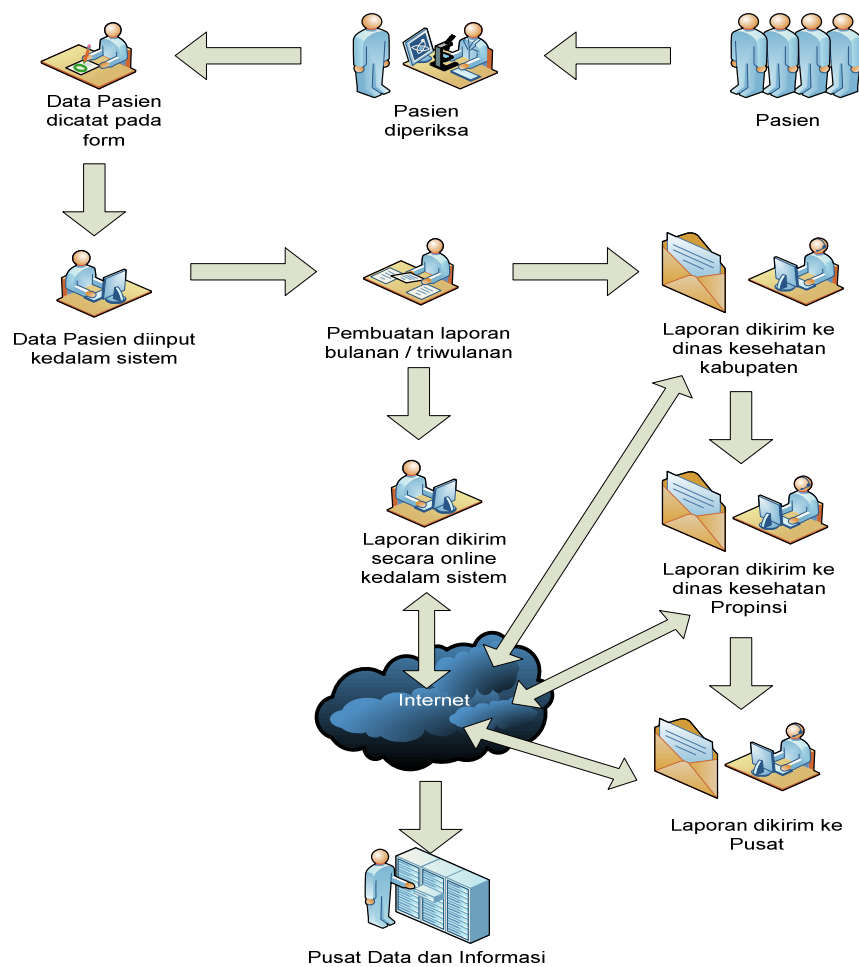 Data Pasien
dicatat pada
form
Pasien
diperiksa
Pasien
Data Pasien diinput
kedalam sistem
Pembuatan laporan
bulanan / triwulanan
Laporan dikirim ke
dinas kesehatan
kabupaten
Laporan dikirim
secara online
kedalam sistem
Laporan dikirim ke
dinas kesehatan
Propinsi
Internet
Laporan dikirim ke
Pusat
Pusat Data dan Informasi